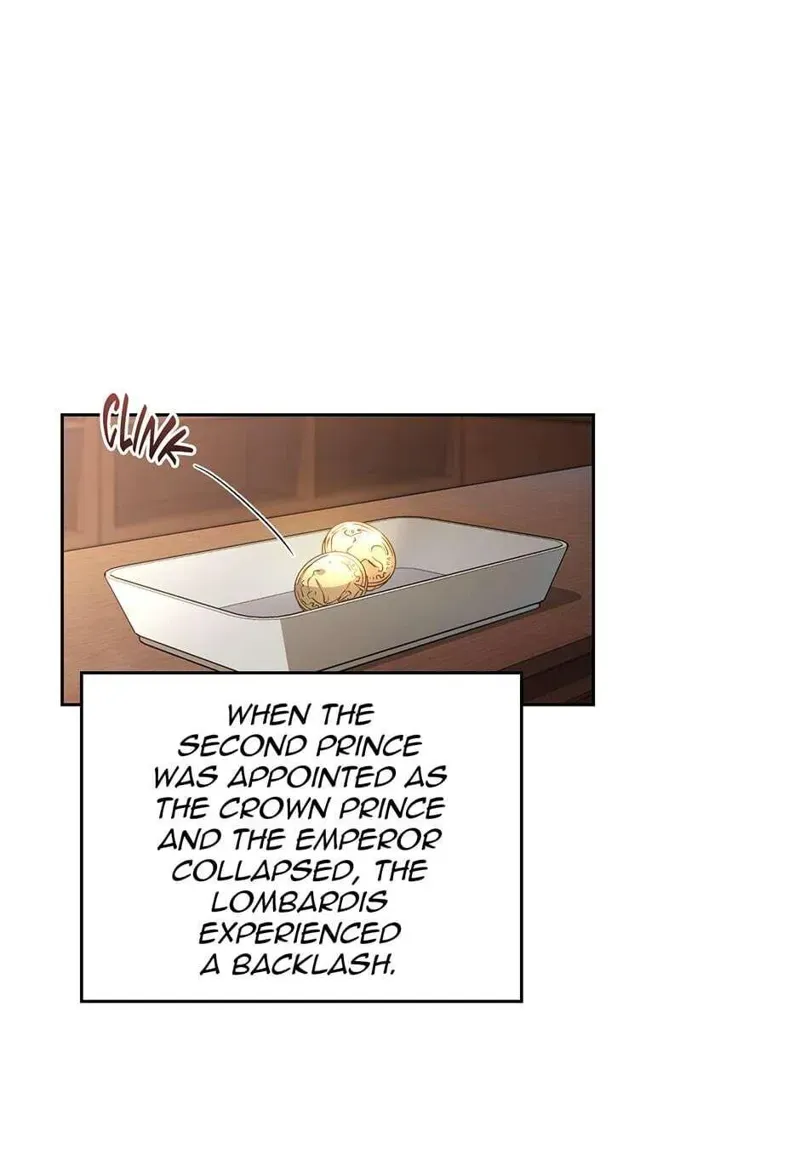 CLINK
WHEN THE
SECOND PRINCE
WAS APPOINTED AS
THE CROWN PRINCE
AND THE EMPEROR
COLLAPSED, THE
LOMBARDIS
EXPERIENCED
A BACKLASH.